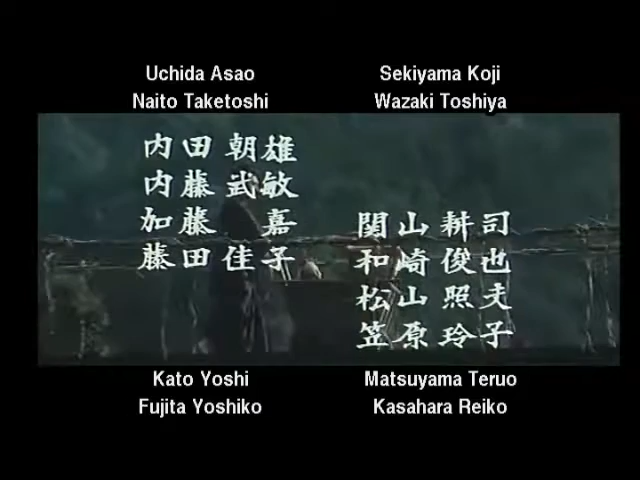 Uchida Asao
Naito Taketoshi
Sekiyama Koji
Wazaki Toshiya
内田朝雄
内藤武敏
加藤 嘉
藤田佳子
関山耕司
和崎俊也
松山照夫
笠原玲子
Kato Yoshi
Fujita Yoshiko
Matsuyama Teruo
Kasahara Reiko